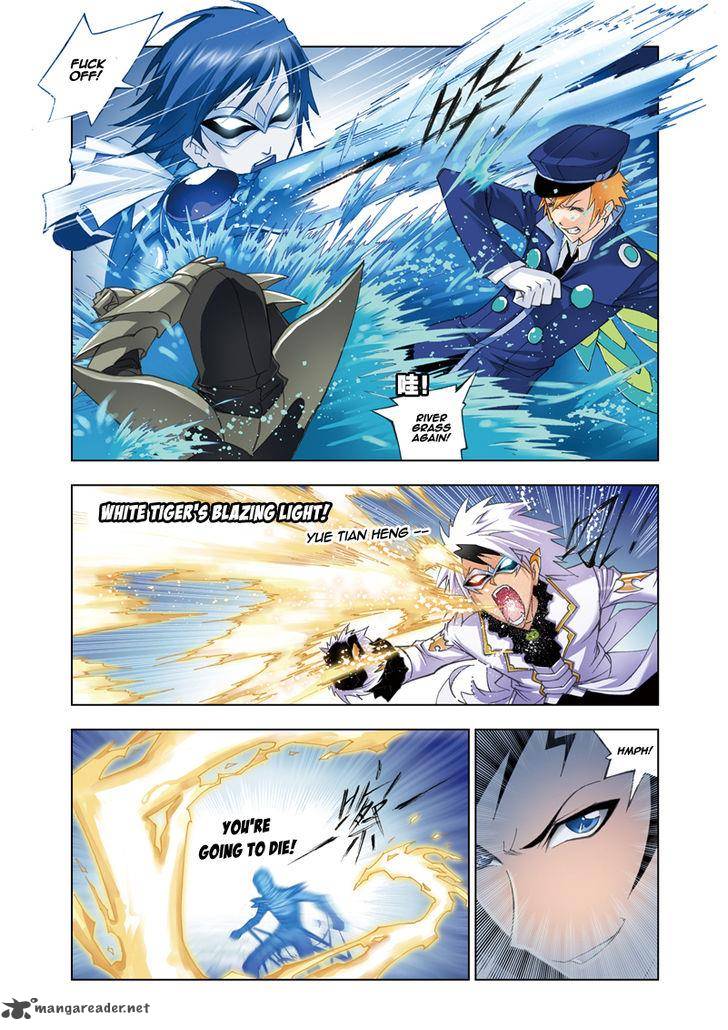 FUCK
OFF!
哇！
RIVER
GRASS
AGAIN!
WHITE TIGER'S BLAZING LIGHT!
YUE TIAN HENG --
HMPH!
YOU'RE
GOING TO DIE!
mangareader.net